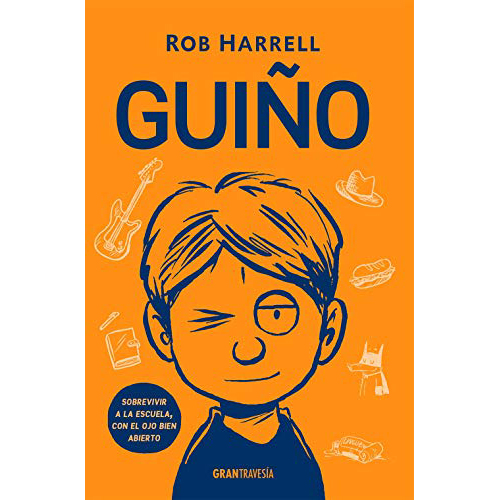 ROB HARRELL
GUIÑO
SOBREVIVIR
A LA ESCUELA,
CON EL OJO BIEN
ABIERTO
GRANTRAVESÍA